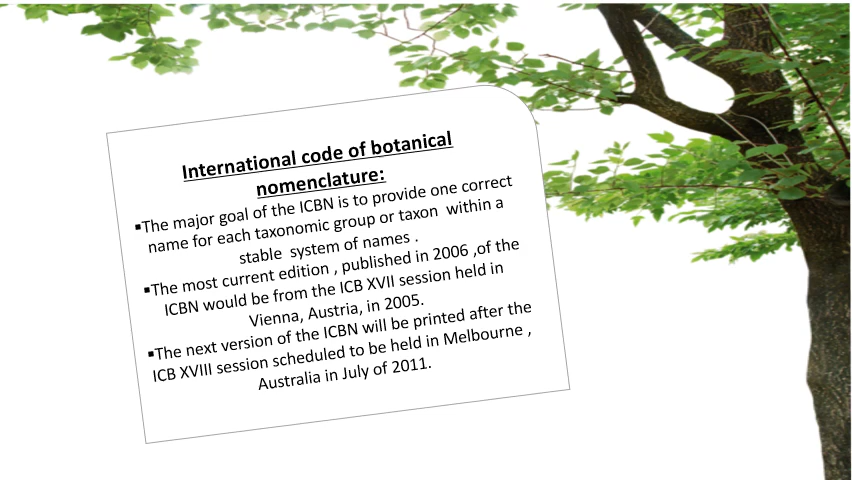 International code of botanical
nomenclature:
▪The major goal of the ICBN is to provide one correct
name for each taxonomic group or taxon within a
stable system of names .
▪The most current edition , published in 2006 ,of the
ICBN would be from the ICB XVII session held in
Vienna, Austria, in 2005.
▪The next version of the ICBN will be printed after the
ICB XVIII session scheduled to be held in Melbourne ,
Australia in July of 2011.